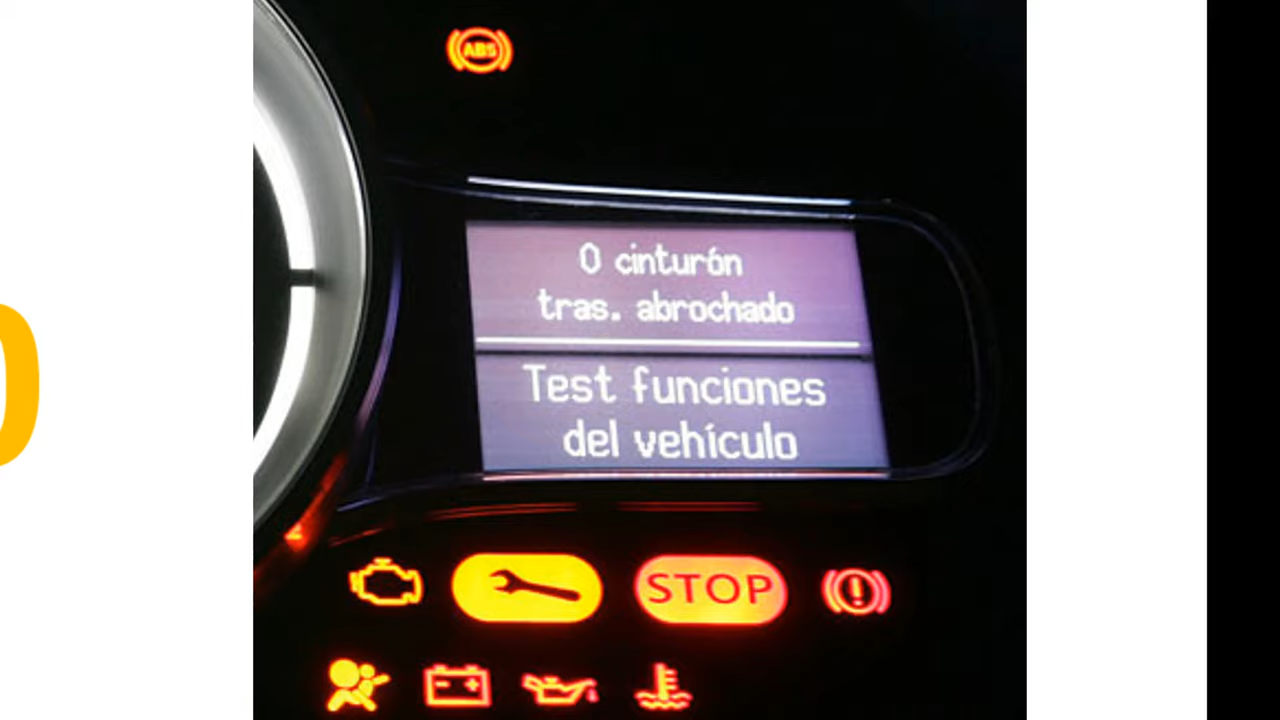 ABS
0 cinturón
tras. abrochado
Test funciones
del vehículo
STOP